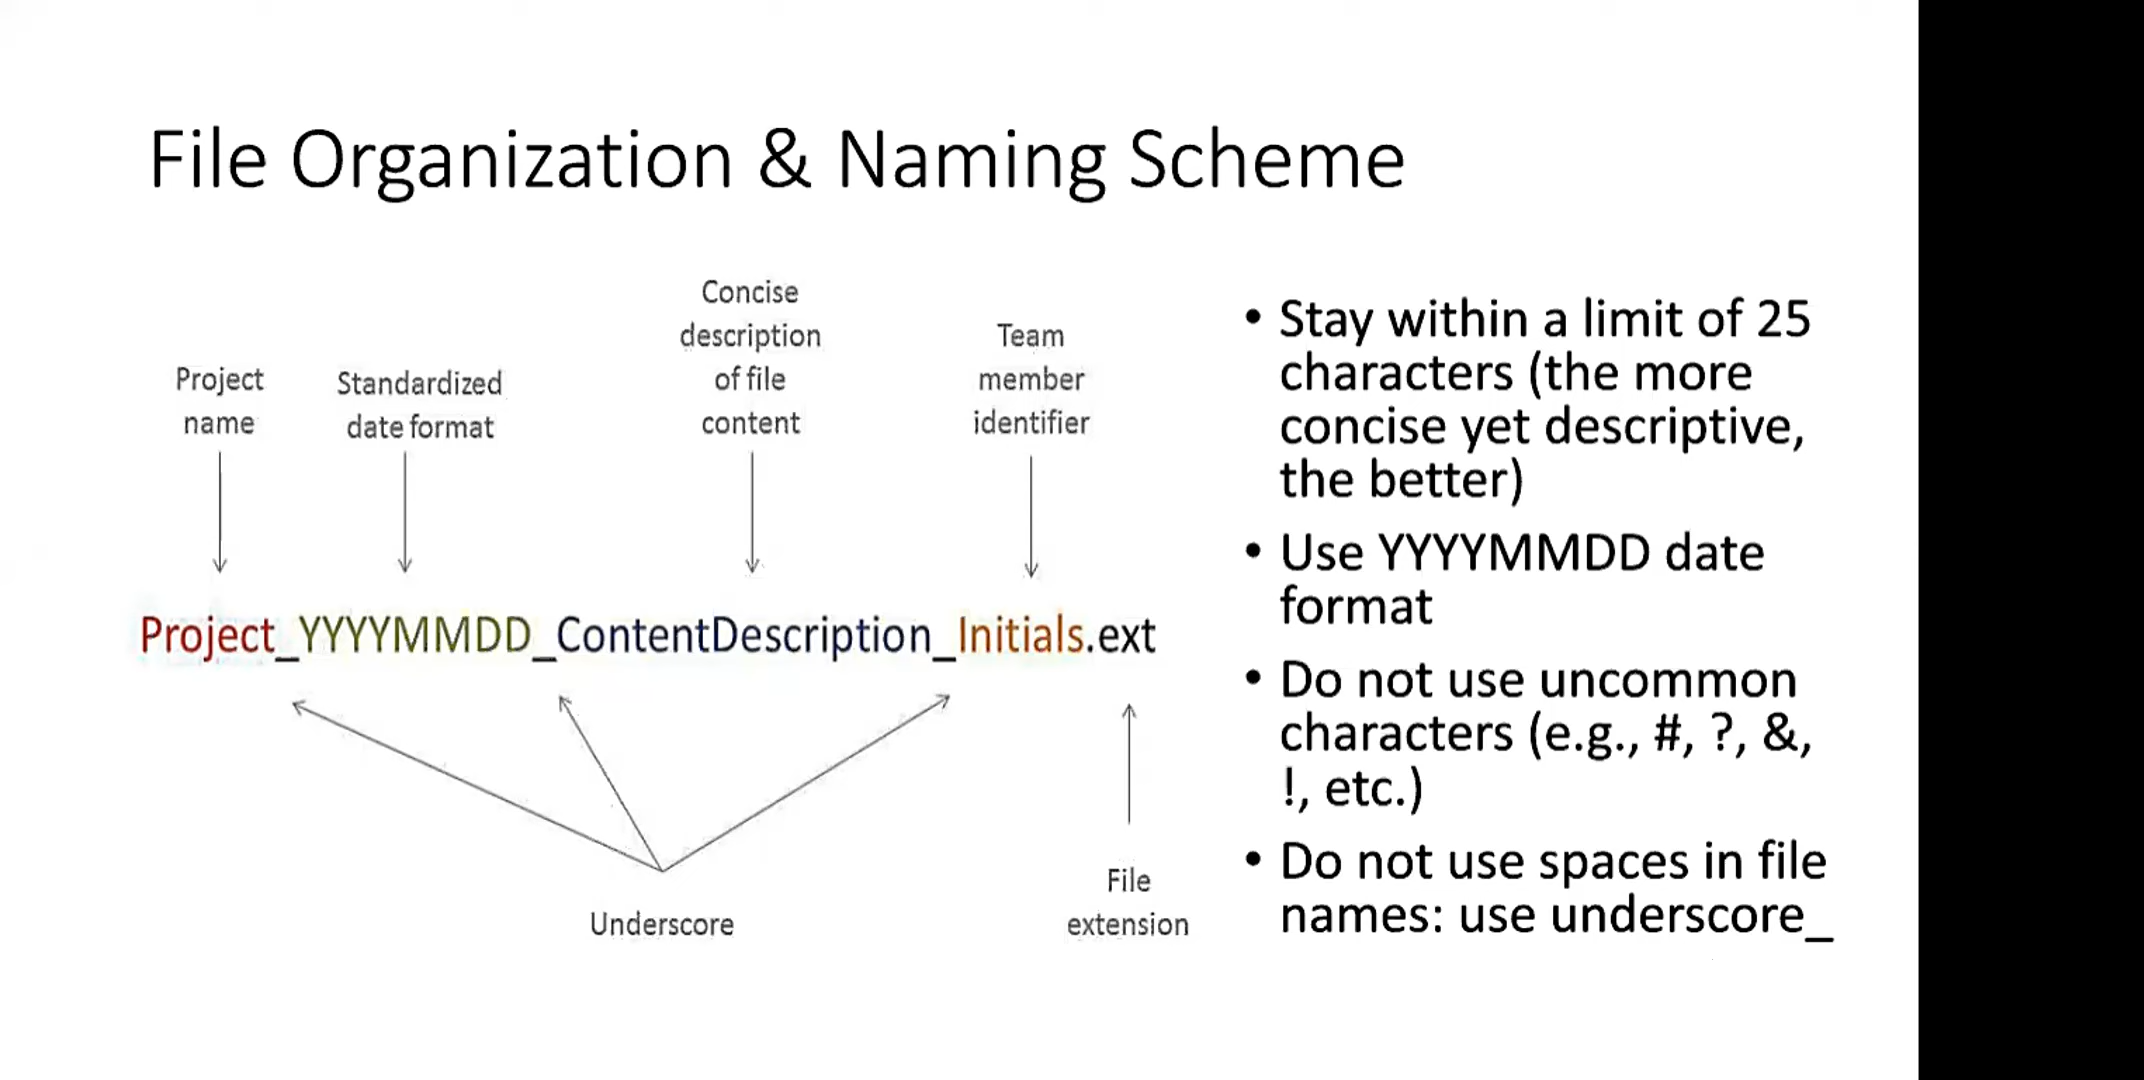 File Organization & Naming Scheme
Project
name
Standardized
date format
Concise
description
of file
content
Team
member
identifier
Project_YYYYMMDD_ContentDescription_Initials.ext
Underscore
File
extension
• Stay within a limit of 25
characters (the more
concise yet descriptive,
the better)
• Use YYYYMMDD date
format
• Do not use uncommon
characters (e.g., #, ?, &,
!, etc.)
• Do not use spaces in file
names: use underscore_